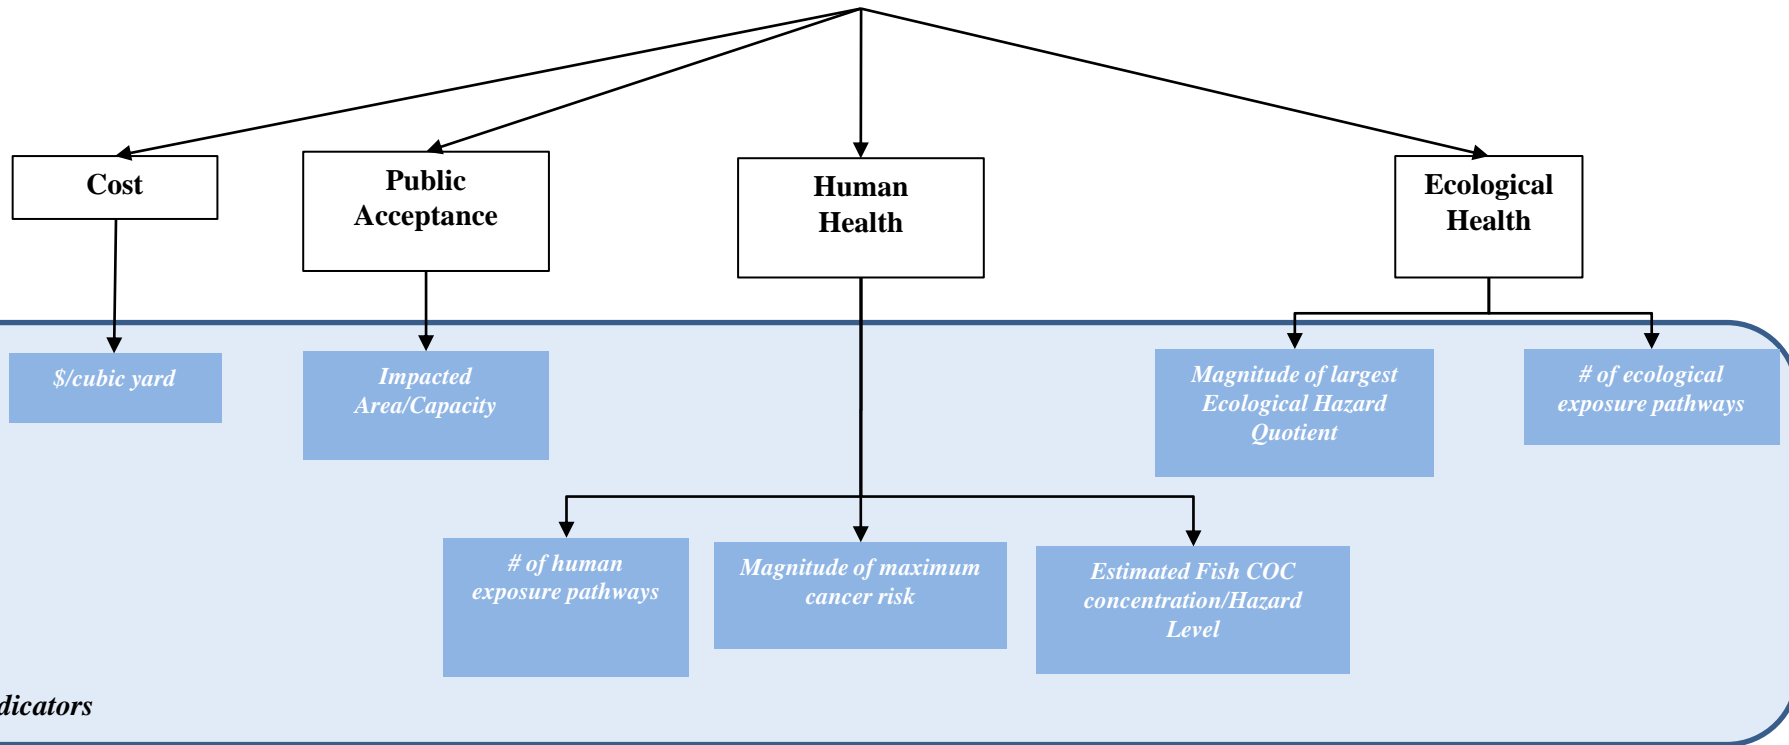 Cost
Public
Acceptance
Human
Health
Ecological
Health
$/cubic yard
Impacted
Area/Capacity
Magnitude of largest
Ecological Hazard
Quotient
# of ecological
exposure pathways
# of human
exposure pathways
Magnitude of maximum
cancer risk
Estimated Fish COC
concentration/Hazard
Level
dicators